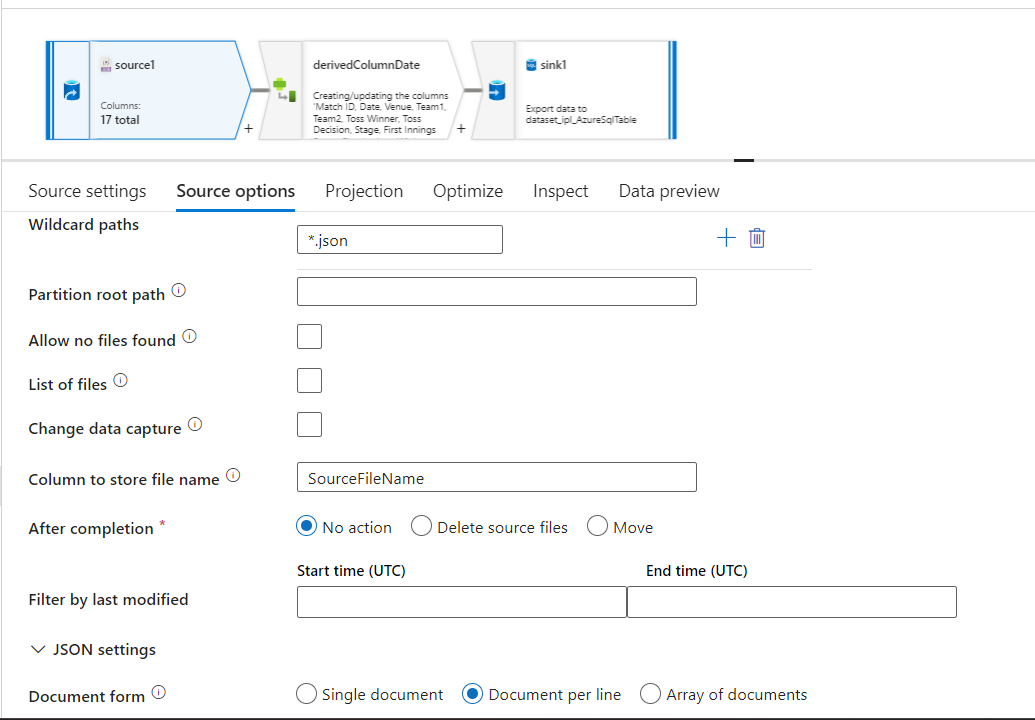 source1
Columns:
17 total
+
derivedColumnDate
Creating/updating the columns
'Match ID, Date, Venue, Team1,
Team2, Toss Winner, Toss
Decision, Stage, First Innings
+
sink1
Export data to
dataset_ipl_AzureSqlTable
Source settings
Source options
Projection
Optimize
Inspect
Data preview
Wildcard paths
*.json
Partition root path
Allow no files found
List of files
Change data capture
Column to store file name
SourceFileName
After completion *
No action
Delete source files
Move
Start time (UTC)
End time (UTC)
Filter by last modified
JSON settings
Document form
Single document
Document per line
Array of documents